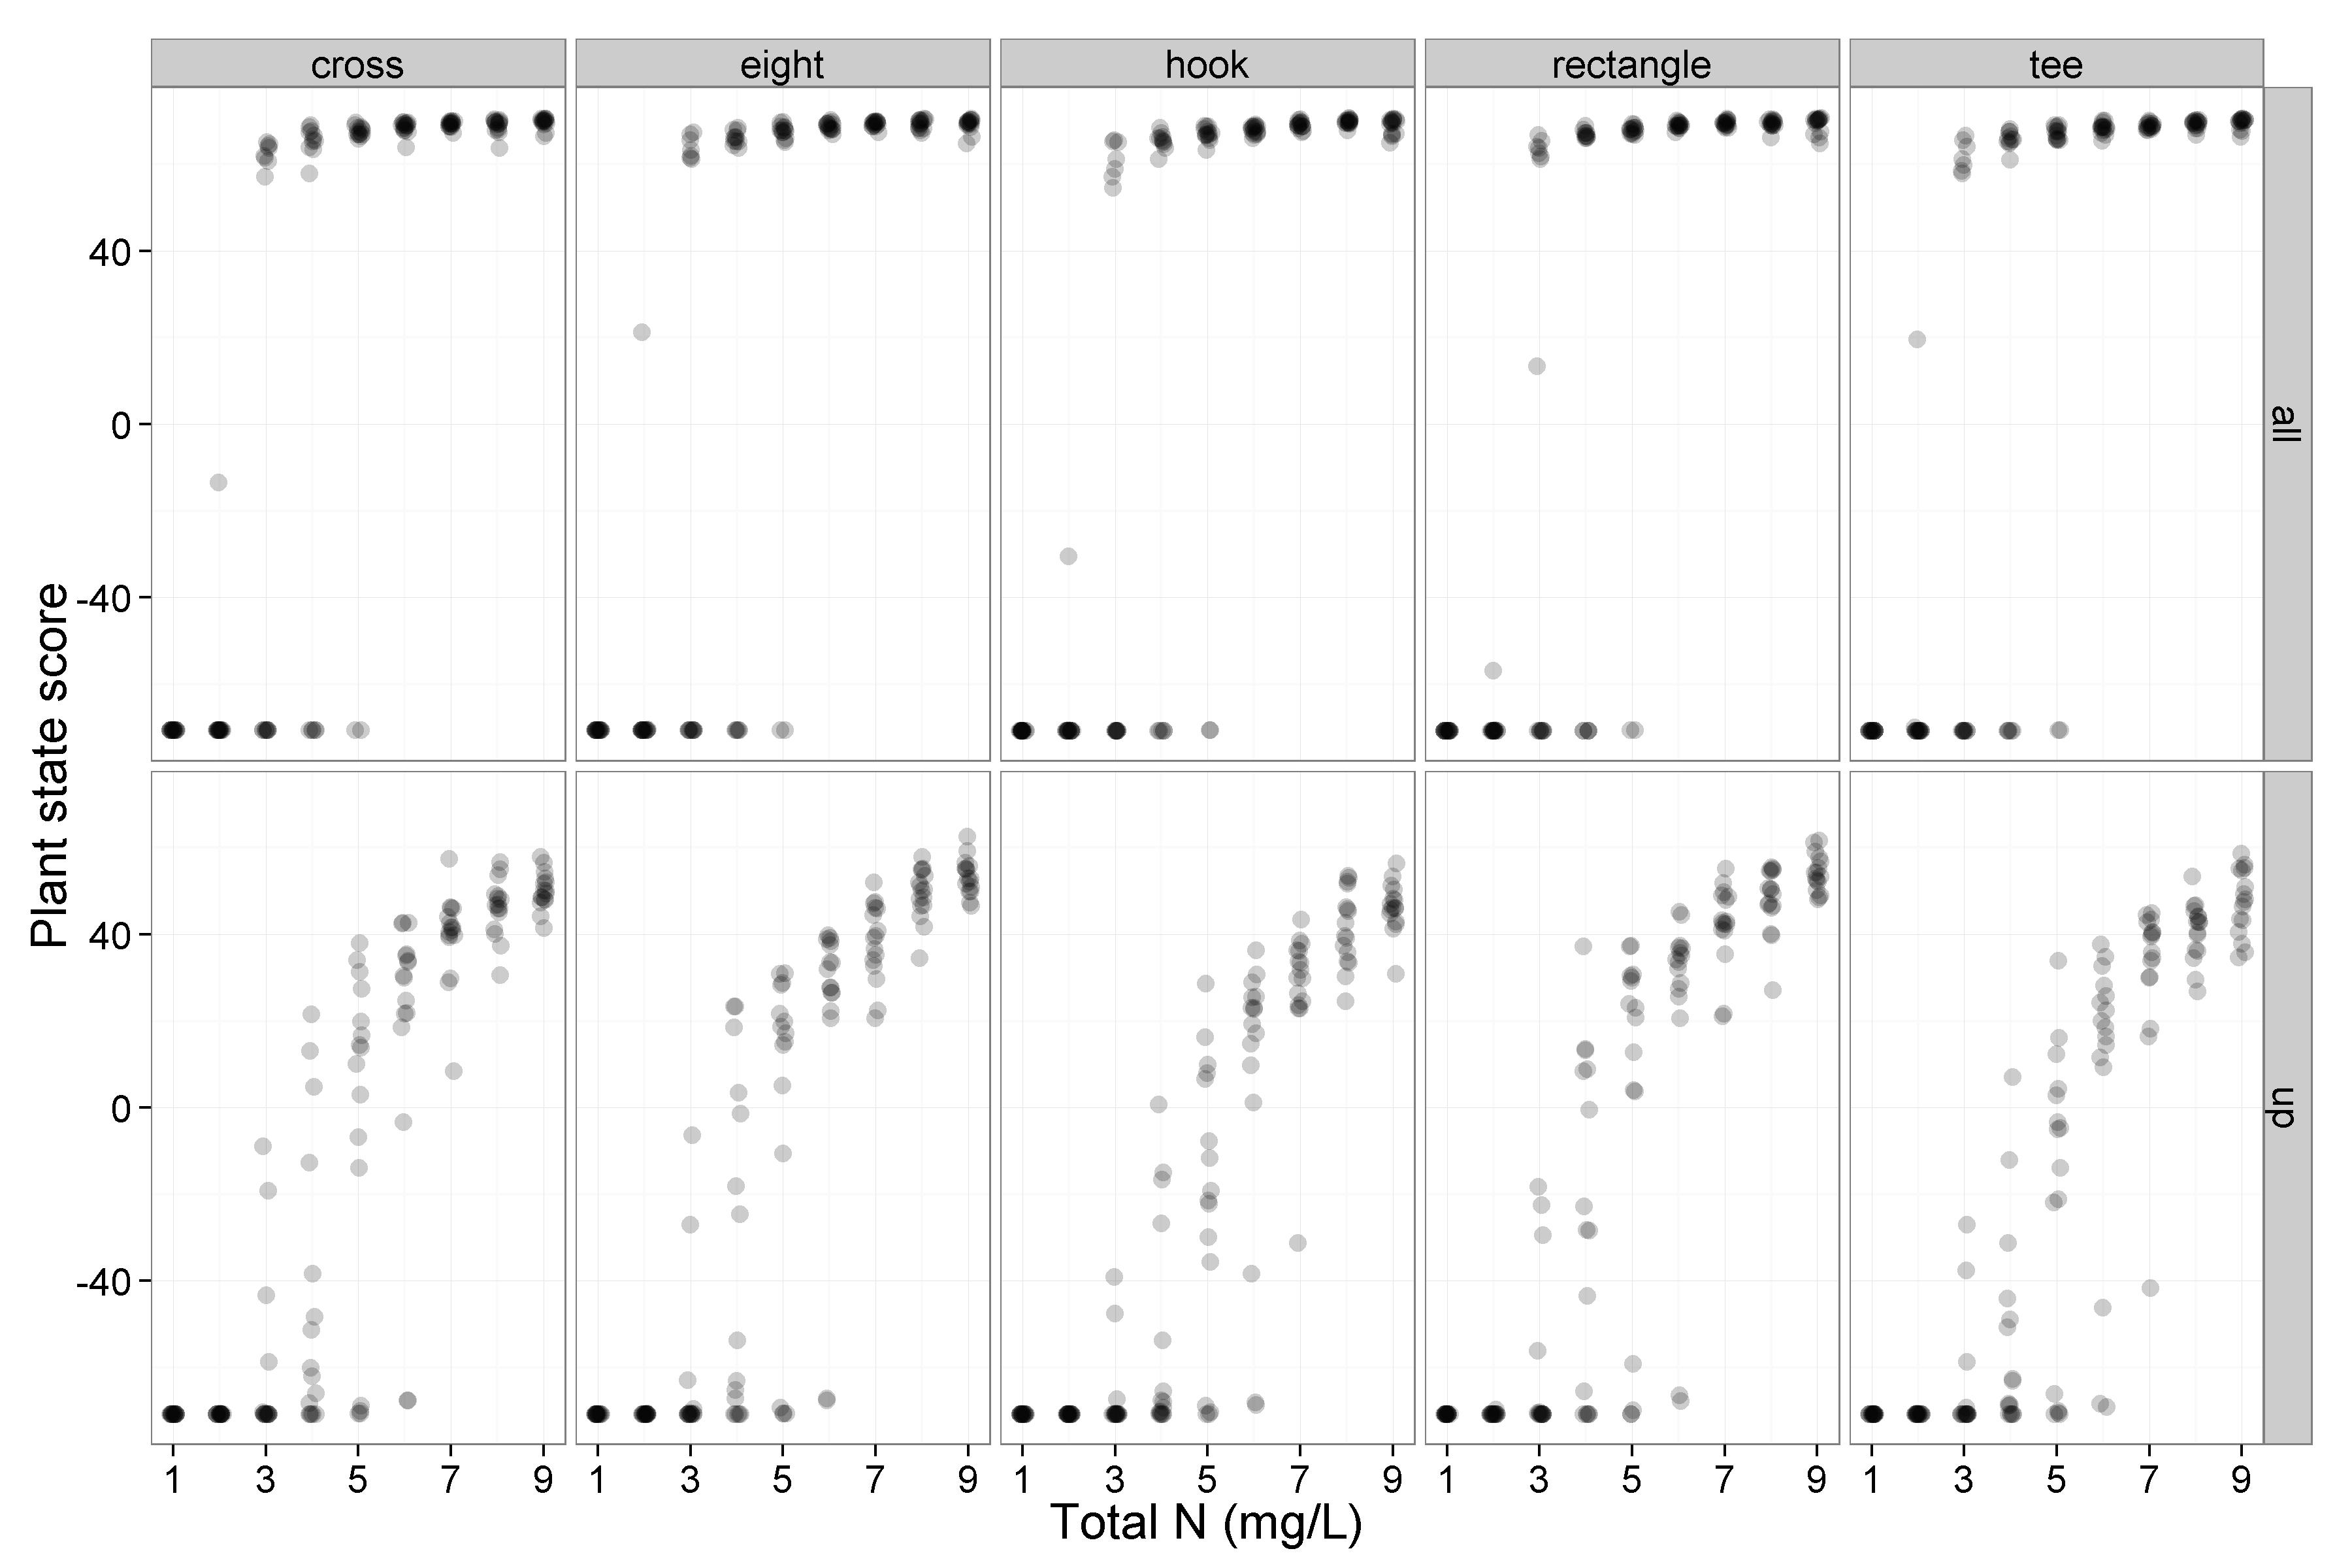 cross eight hook rectangle tee
40
0
-40
all
Plant state score
40
0
-40
up
1 3 5 7 9 1 3 5 7 9 1 3 5 7 9 1 3 5 7 9 1 3 5 7 9
Total N (mg/L)